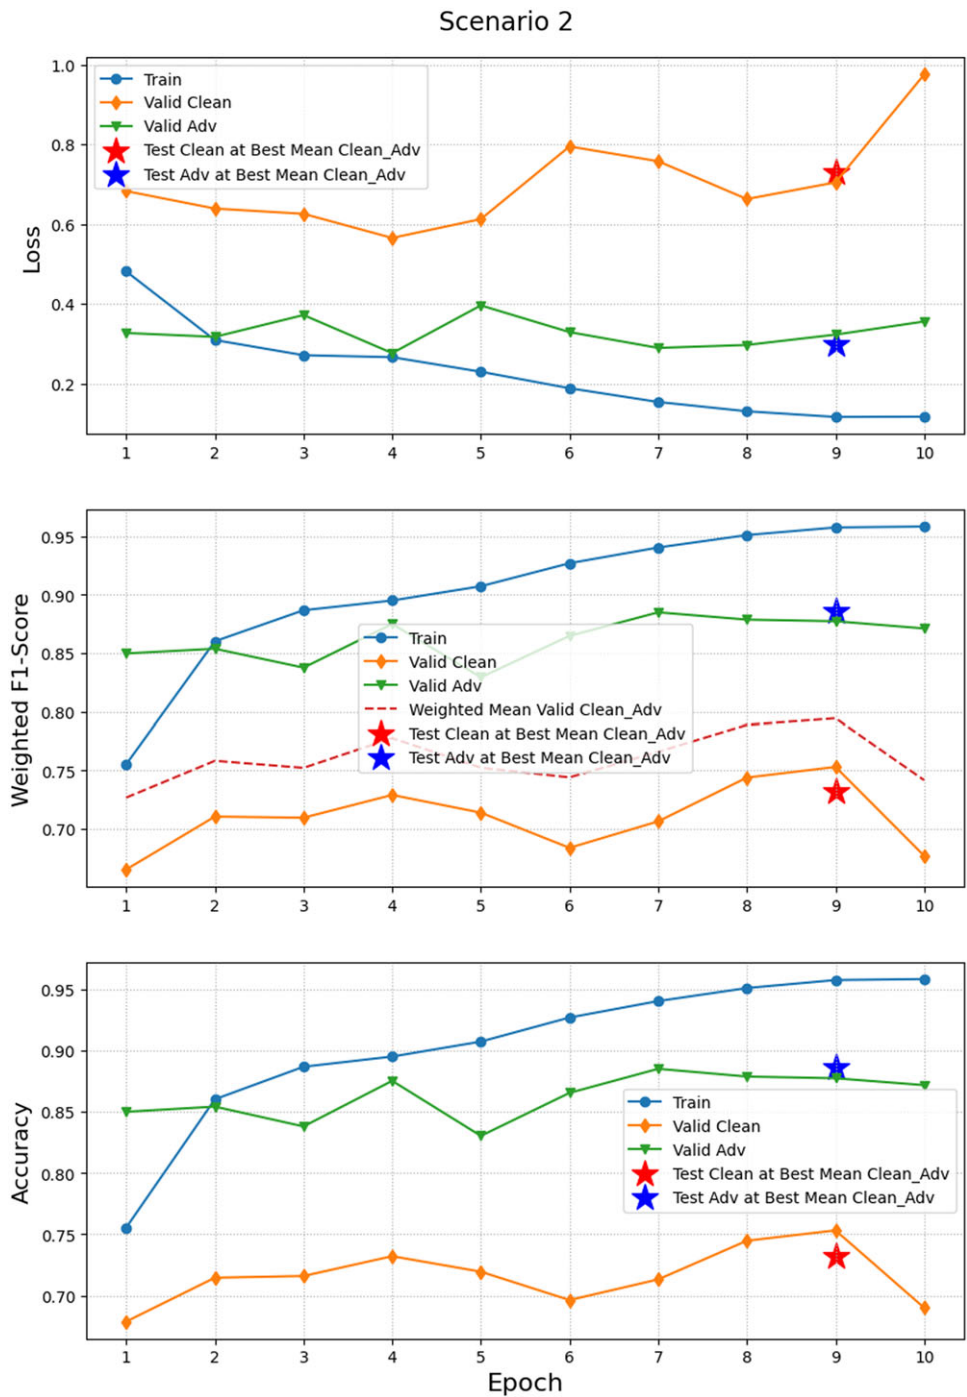 Scenario 2
1.0
0.8
0.6
0.4
0.2
Loss
Train
Valid Clean
Valid Adv
Test Clean at Best Mean Clean_Adv
Test Adv at Best Mean Clean_Adv
1 2 3 4 5 6 7 8 9 10
0.95
0.90
0.85
0.80
0.75
0.70
Weighted F1-Score
Train
Valid Clean
Valid Adv
Weighted Mean Valid Clean_Adv
Test Clean at Best Mean Clean_Adv
Test Adv at Best Mean Clean_Adv
1 2 3 4 5 6 7 8 9 10
0.95
0.90
0.85
0.80
0.75
0.70
Accuracy
Train
Valid Clean
Valid Adv
Test Clean at Best Mean Clean_Adv
Test Adv at Best Mean Clean_Adv
1 2 3 4 5 6 7 8 9 10
Epoch